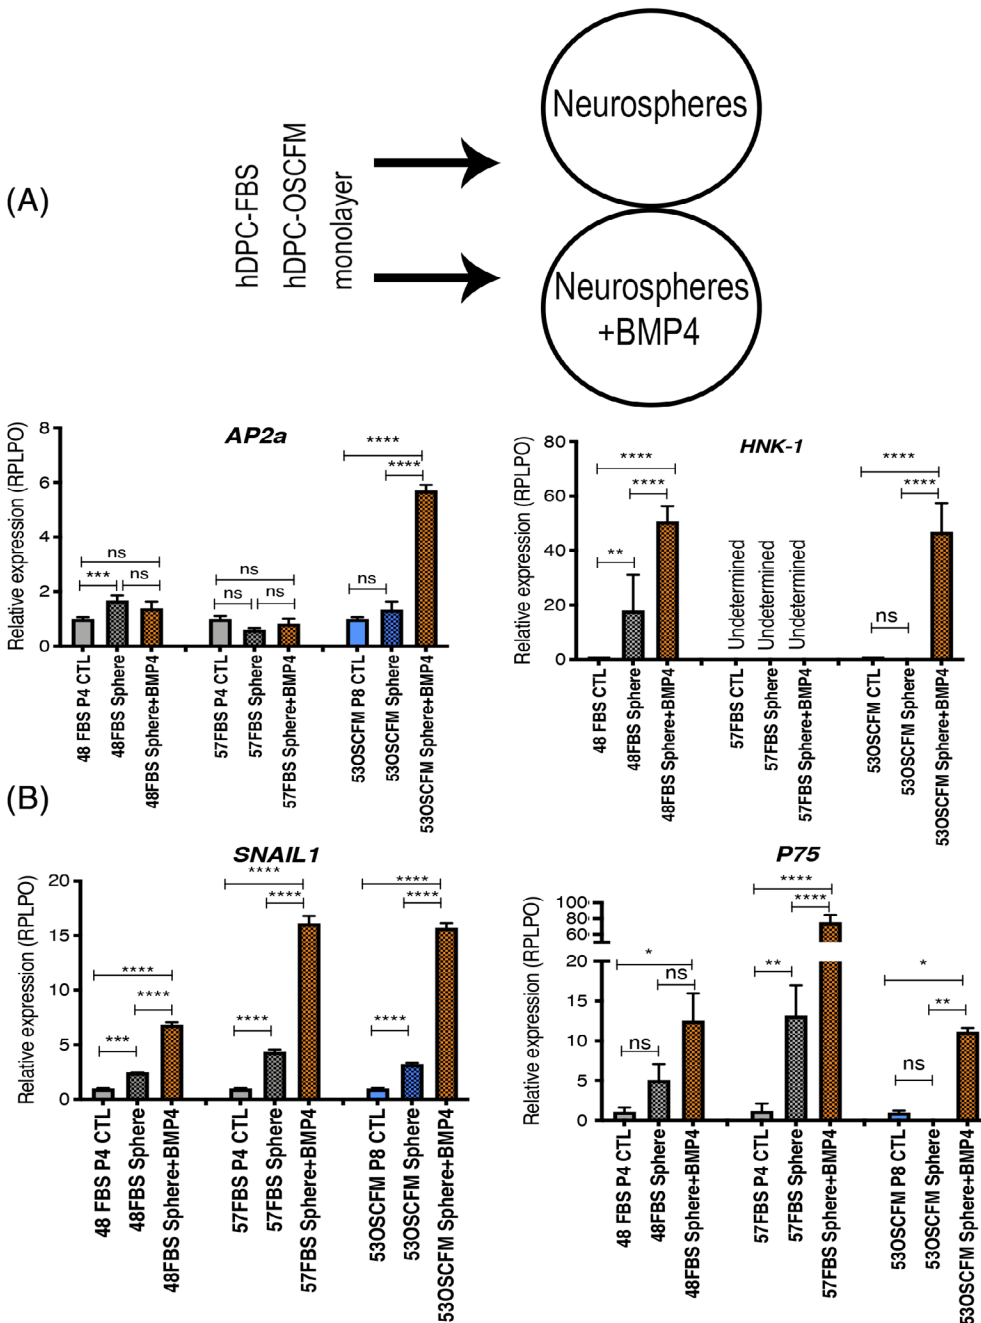 (A)
hDPC-FBS
hDPC-OSCFM
monolayer
Neurospheres
Neurospheres
+BMP4
AP2a
Relative expression (RPLPO)
8
6
4
2
0
ns
***
ns
ns
ns
ns
****
****
ns
48 FBS P4 CTL
48FBS Sphere
48FBS Sphere+BMP4
57FBS P4 CTL
57FBS Sphere
57FBS Sphere+BMP4
53OSCFM P8 CTL
53OSCFM Sphere
53OSCFM Sphere+BMP4
HNK-1
Relative expression (RPLPO)
80
60
40
20
0
****
****
**
Undetermined
Undetermined
Undetermined
****
****
ns
48 FBS CTL
48FBS Sphere
48FBS Sphere+BMP4
57FBS CTL
57FBS Sphere
57FBS Sphere+BMP4
53OSCFM CTL
53OSCFM Sphere
53OSCFM Sphere+BMP4
(B)
SNAIL1
Relative expression (RPLPO)
20
15
10
5
0
****
****
***
****
****
****
****
****
****
48 FBS P4 CTL
48FBS Sphere
48FBS Sphere+BMP4
57FBS P4 CTL
57FBS Sphere
57FBS Sphere+BMP4
53OSCFM P8 CTL
53OSCFM Sphere
53OSCFM Sphere+BMP4
P75
Relative expression (RPLPO)
100
80
60
20
15
10
5
0
*
ns
ns
****
****
**
*
**
ns
48 FBS P4 CTL
48FBS Sphere
48FBS Sphere+BMP4
57FBS P4 CTL
57FBS Sphere
57FBS Sphere+BMP4
53OSCFM P8 CTL
53OSCFM Sphere
53OSCFM Sphere+BMP4